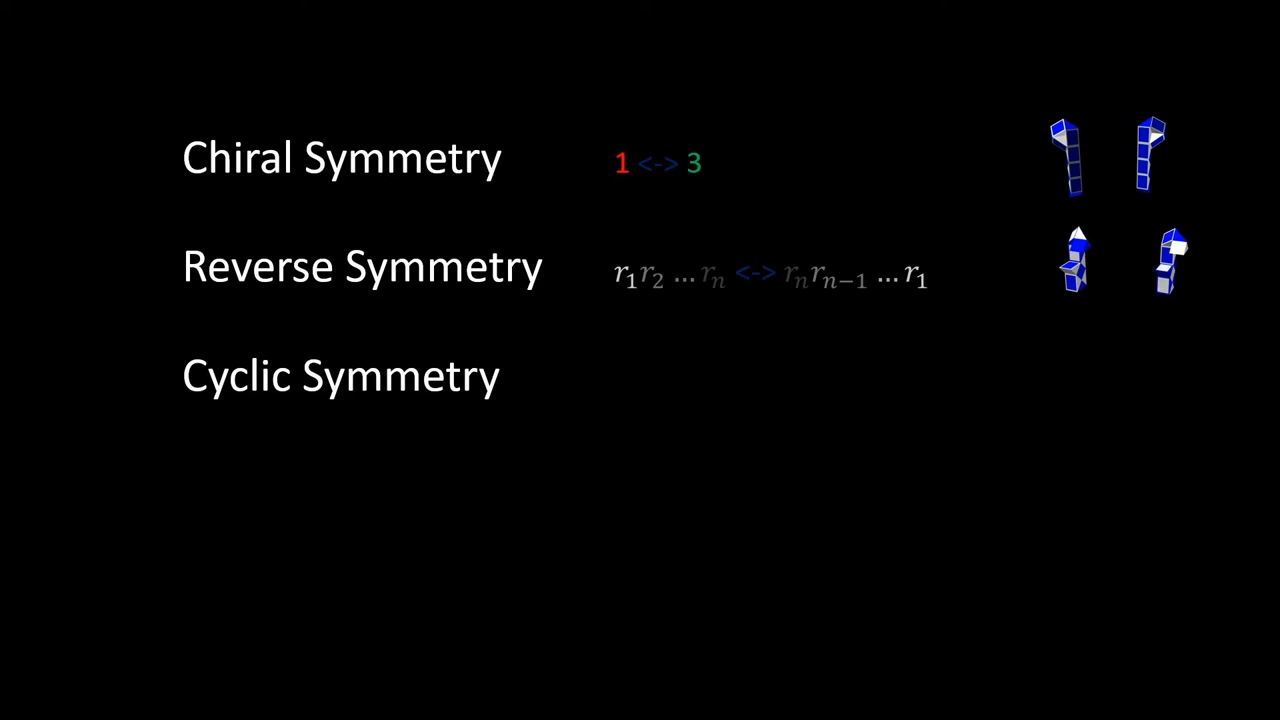 Chiral Symmetry 1 <-> 3
Reverse Symmetry r₁r₂ ... rₙ <-> rₙrₙ₋₁ ... r₁
Cyclic Symmetry